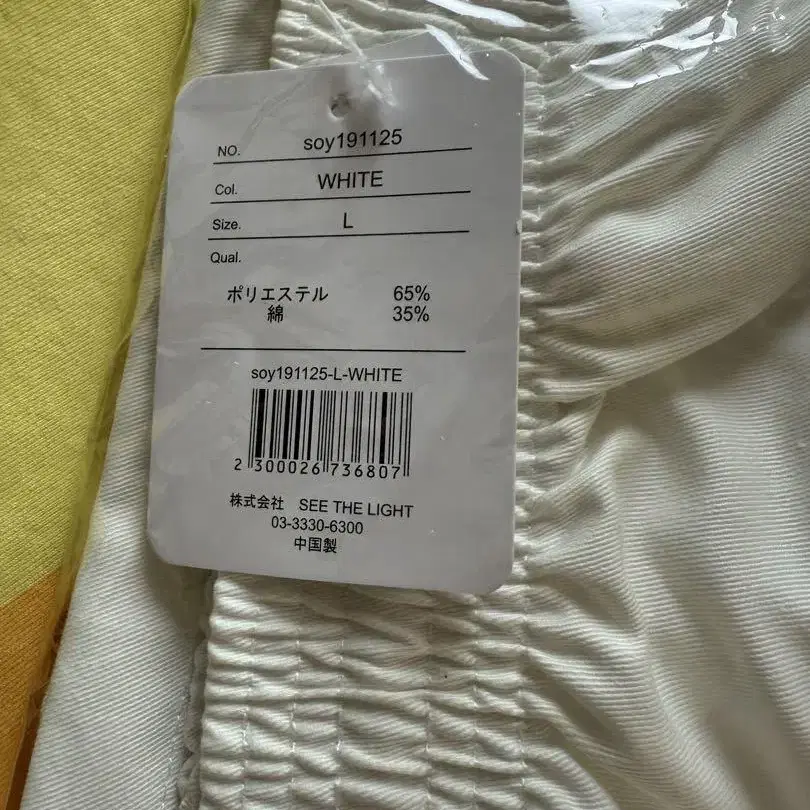 NO. soy191125
Col. WHITE
Size. L
Qual.
ポリエステル 65%
綿 35%
soy191125-L-WHITE
2 300026 736807
株式会社 SEE THE LIGHT
03-3330-6300
中国製